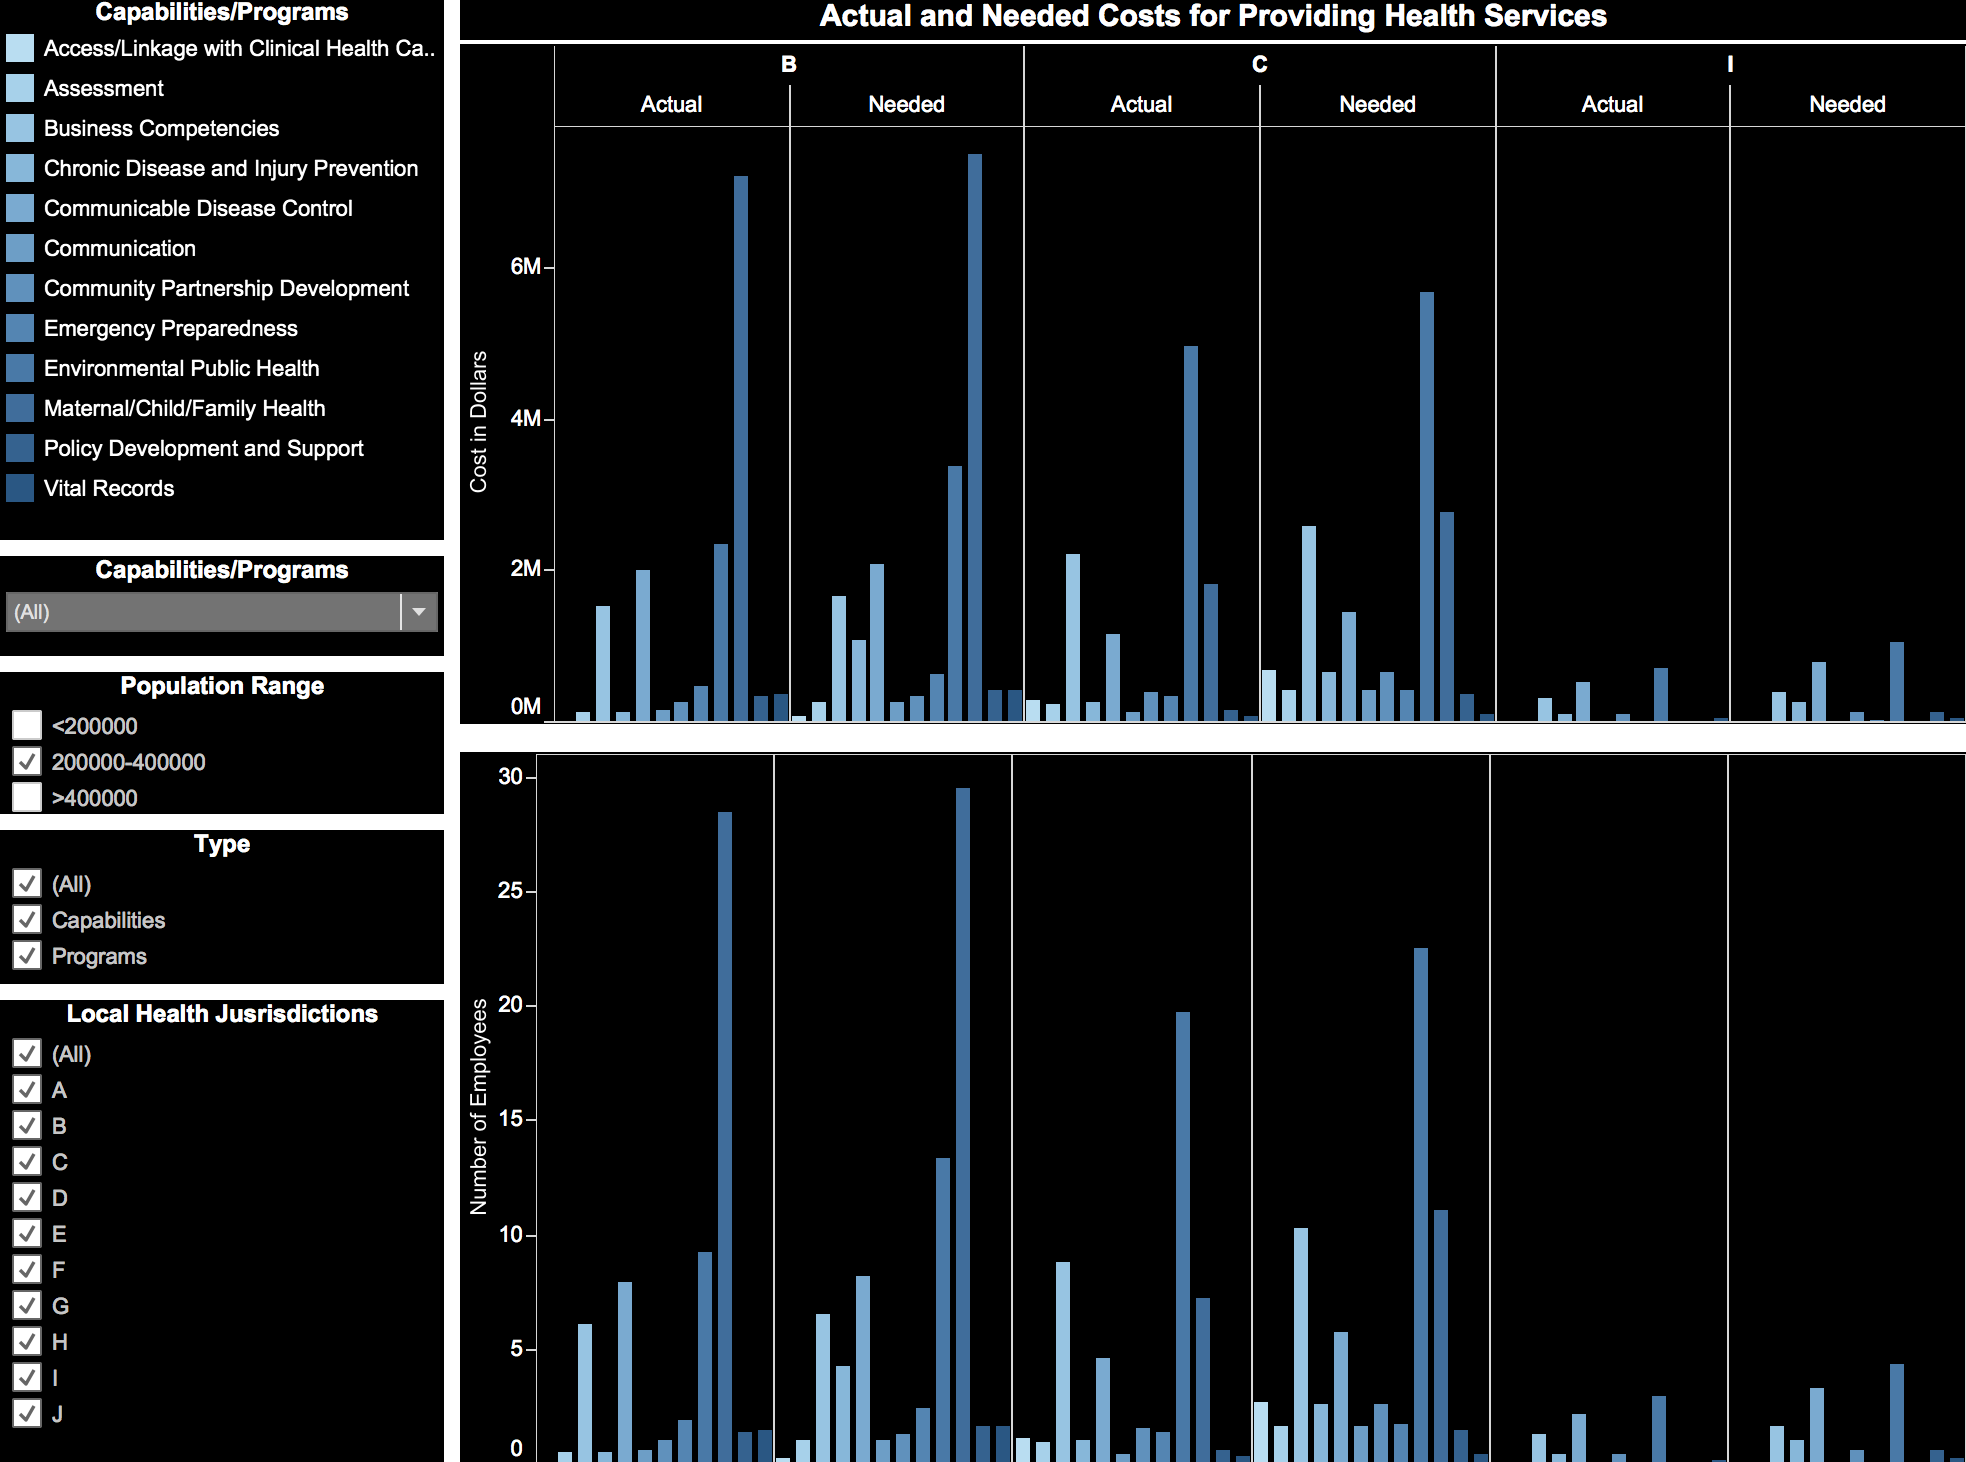 Capabilities/Programs
Access/Linkage with Clinical Health Ca..
Assessment
Business Competencies
Chronic Disease and Injury Prevention
Communicable Disease Control
Communication
Community Partnership Development
Emergency Preparedness
Environmental Public Health
Maternal/Child/Family Health
Policy Development and Support
Vital Records
Capabilities/Programs
(All)
Population Range
<200000
200000-400000
>400000
Type
(All)
Capabilities
Programs
Local Health Jusrisdictions
(All)
A
B
C
D
E
F
G
H
I
J
Actual and Needed Costs for Providing Health Services
B C I
Actual Needed Actual Needed Actual Needed
Cost in Dollars
6M
4M
2M
0M
Number of Employees
30
25
20
15
10
5
0